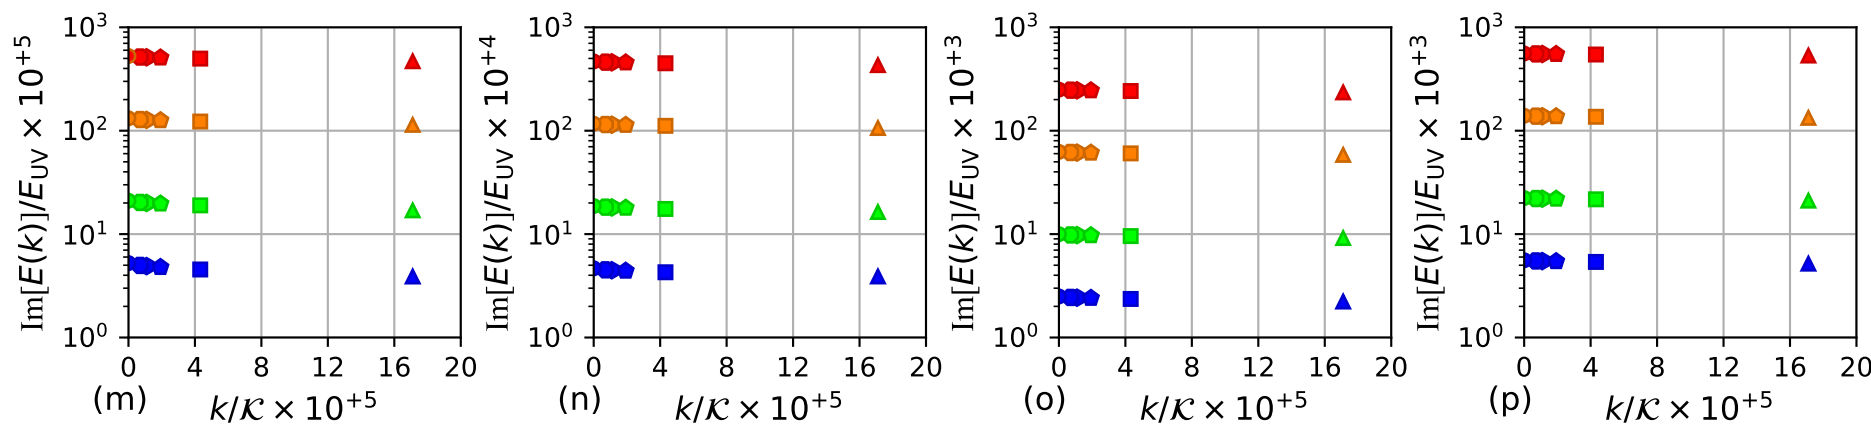 Im[E(k)]/E_UV × 10^+5
10^3
10^2
10^1
10^0
0 4 8 12 16 20
(m) k/𝒦 × 10^+5
Im[E(k)]/E_UV × 10^+4
10^3
10^2
10^1
10^0
0 4 8 12 16 20
(n) k/𝒦 × 10^+5
Im[E(k)]/E_UV × 10^+3
10^3
10^2
10^1
10^0
0 4 8 12 16 20
(o) k/𝒦 × 10^+5
Im[E(k)]/E_UV × 10^+3
10^3
10^2
10^1
10^0
0 4 8 12 16 20
(p) k/𝒦 × 10^+5